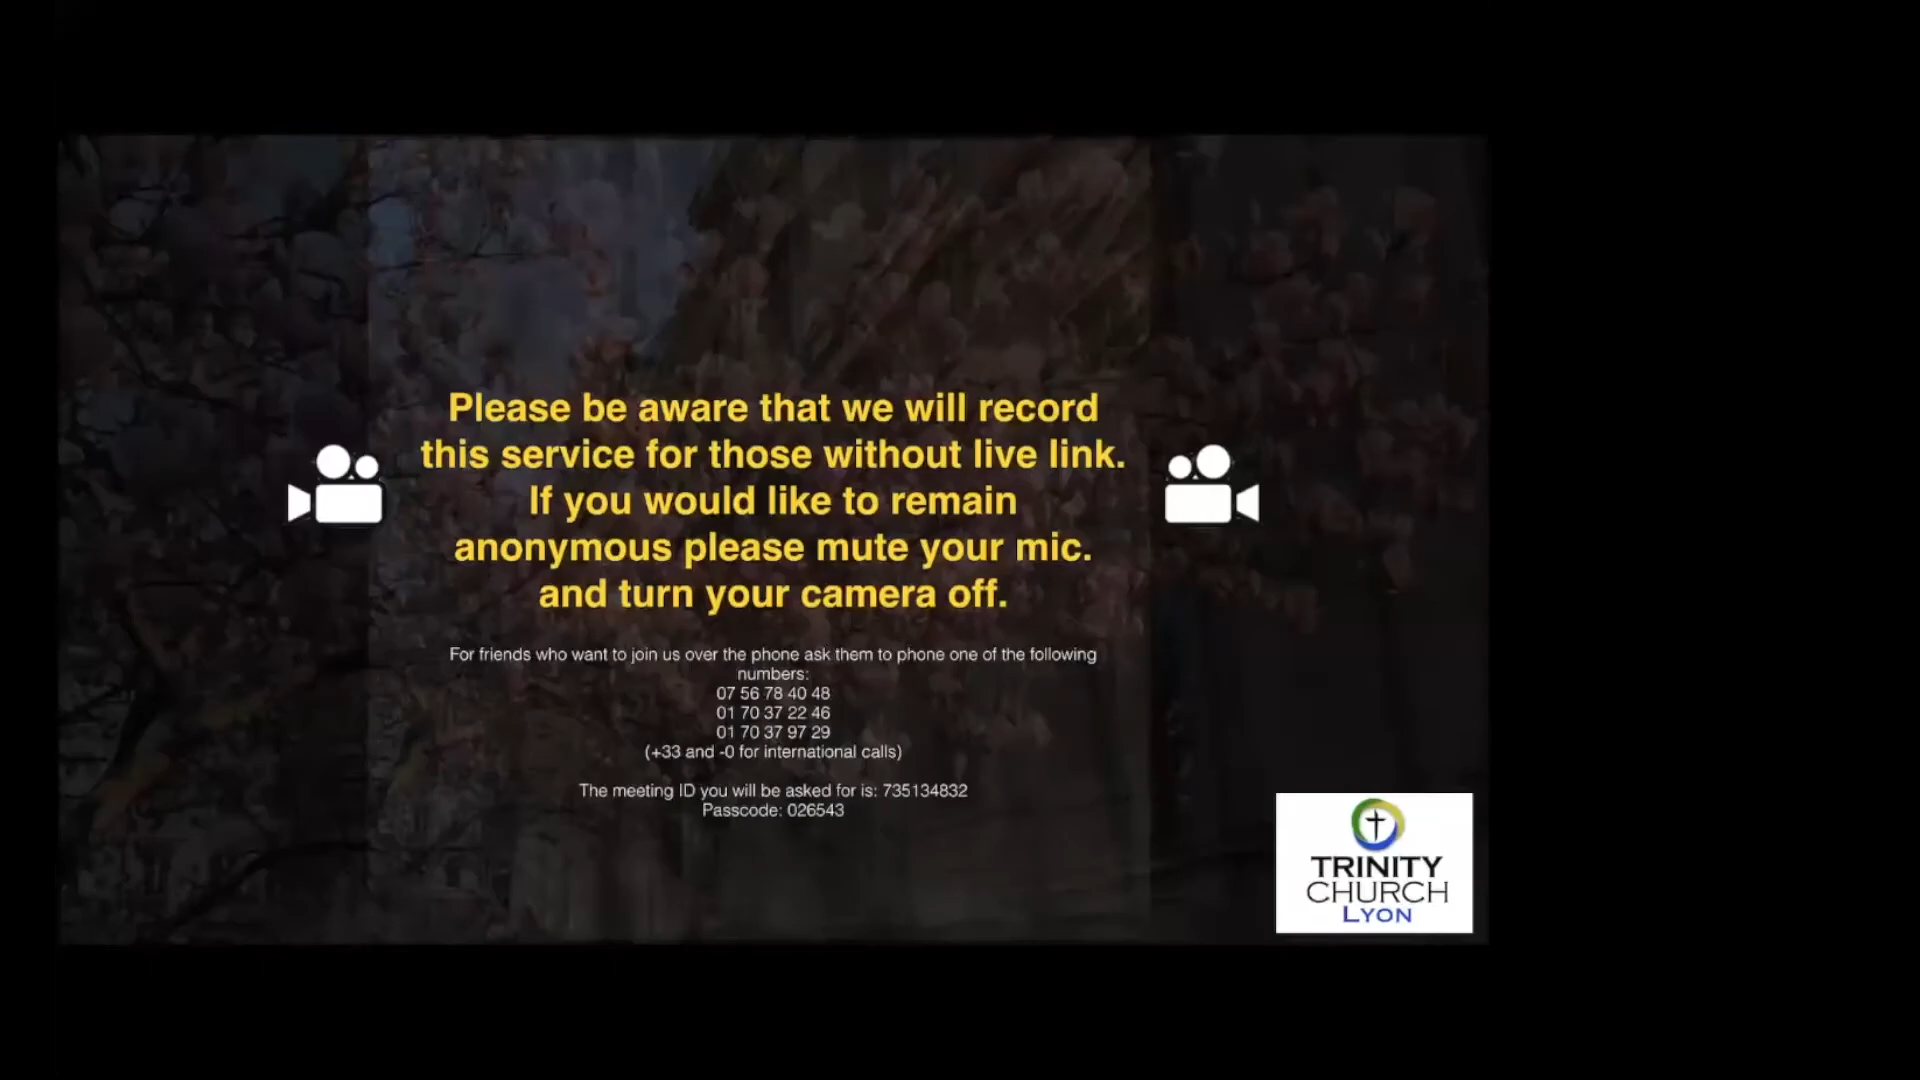 Please be aware that we will record
this service for those without live link.
If you would like to remain
anonymous please mute your mic.
and turn your camera off.
For friends who want to join us over the phone ask them to phone one of the following
numbers:
07 56 78 40 48
01 70 37 22 46
01 70 37 97 29
(+33 and -0 for international calls)
The meeting ID you will be asked for is: 735134832
Passcode: 026543
TRINITY
CHURCH
LYON